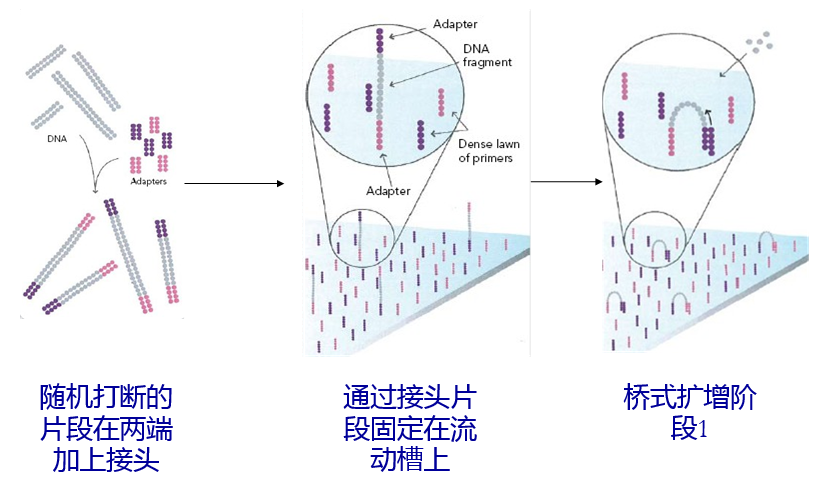 DNA
Adapters
Adapter
DNA
fragment
Dense lawn
of primers
Adapter
随机打断的
片段在两端
加上接头
通过接头片
段固定在流
动槽上
桥式扩增阶
段1